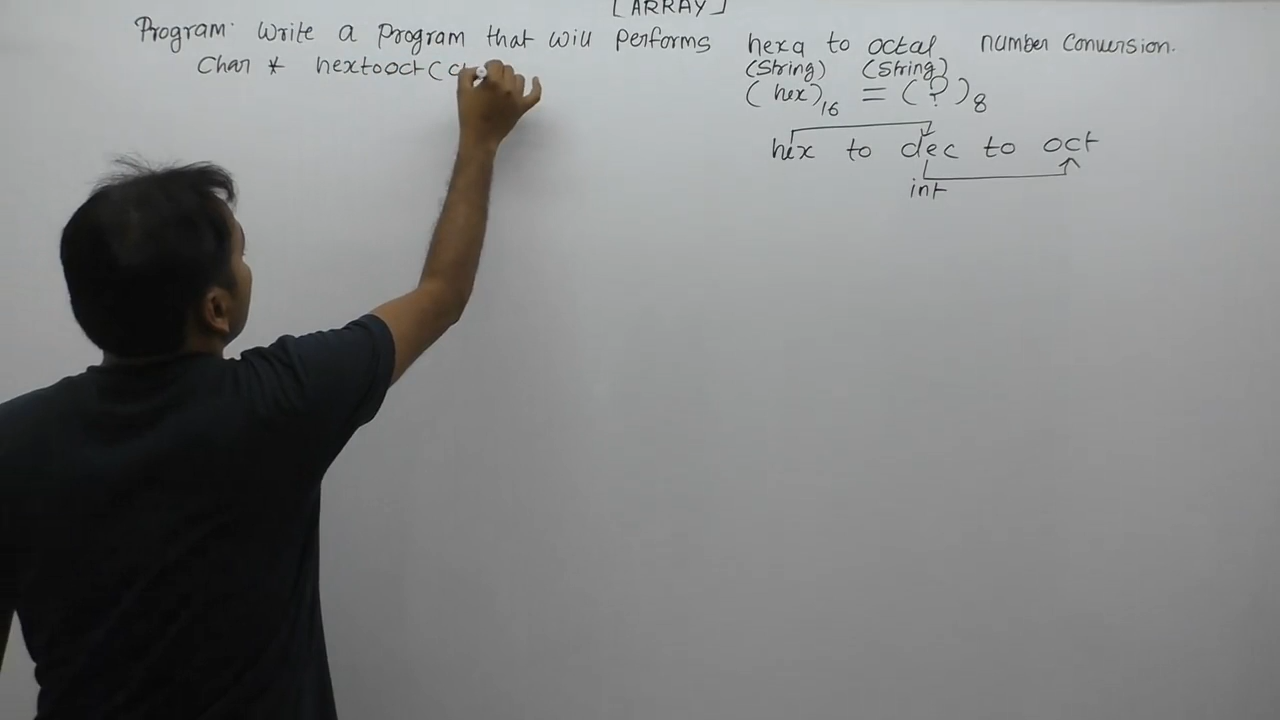 [ARRAY]
Program: Write a program that will performs hexa to octal number Conversion.
(String) (String)
Char * hextooct(
(hex)16 = (?)8
hex to dec to oct
int